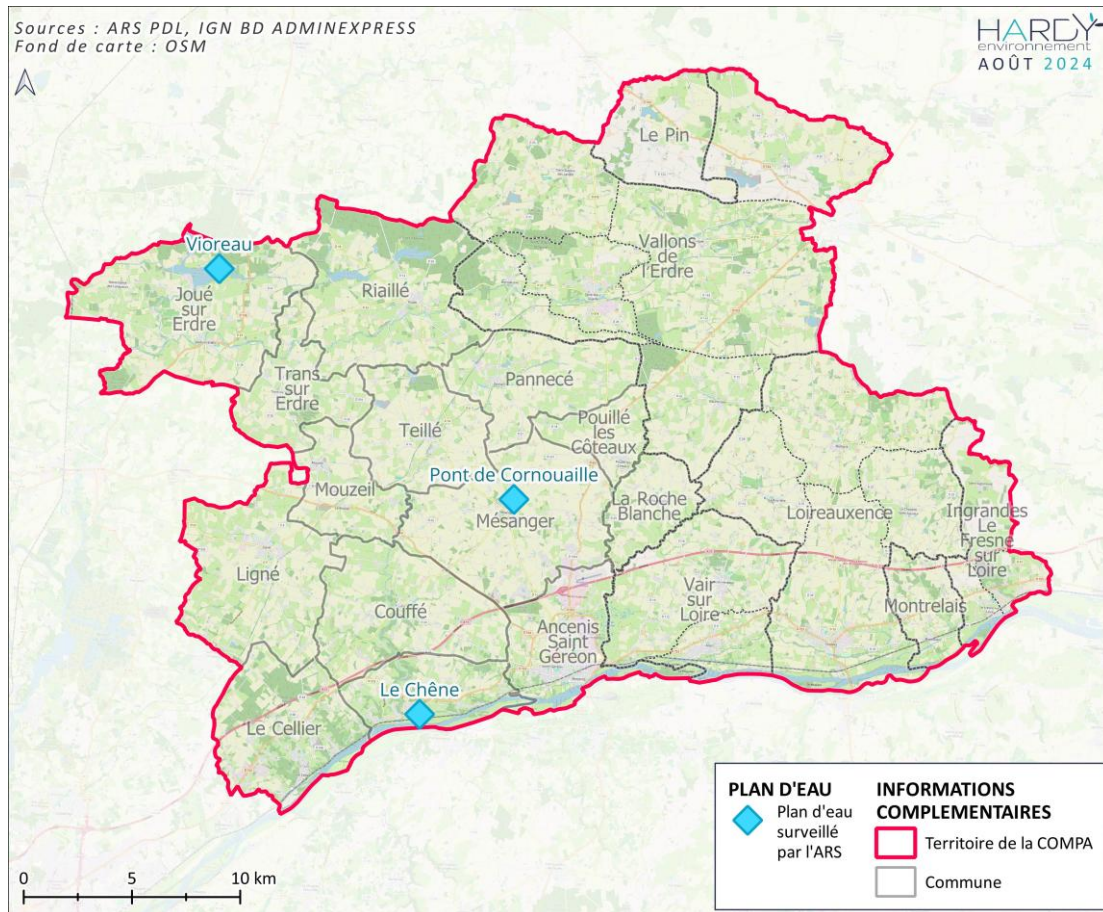 Sources : ARS PDL, IGN BD ADMINEXPRESS
Fond de carte : OSM
HARDY
environnement
AOÛT 2024
Le Pin
Vallons-
de-
l'Erdre
Vioreau
Joué
sur
Erdre
Riaillé
Trans
sur
Erdre
Pannecé
Teillé
Pouillé
les
Côteaux
Pont de Cornouaille
Mésanger
Mouzeil
La Roche
Blanche
Loireauxence
Ingrandes
Le
Fresne
sur
Loire
Ligné
Couffé
Vair
sur
Loire
Montrelais
Ancenis
Saint
Géréon
Le Chêne
Le Cellier
PLAN D'EAU
Plan d'eau
surveillé
par l'ARS
INFORMATIONS
COMPLEMENTAIRES
Territoire de la COMPA
Commune
0 5 10 km